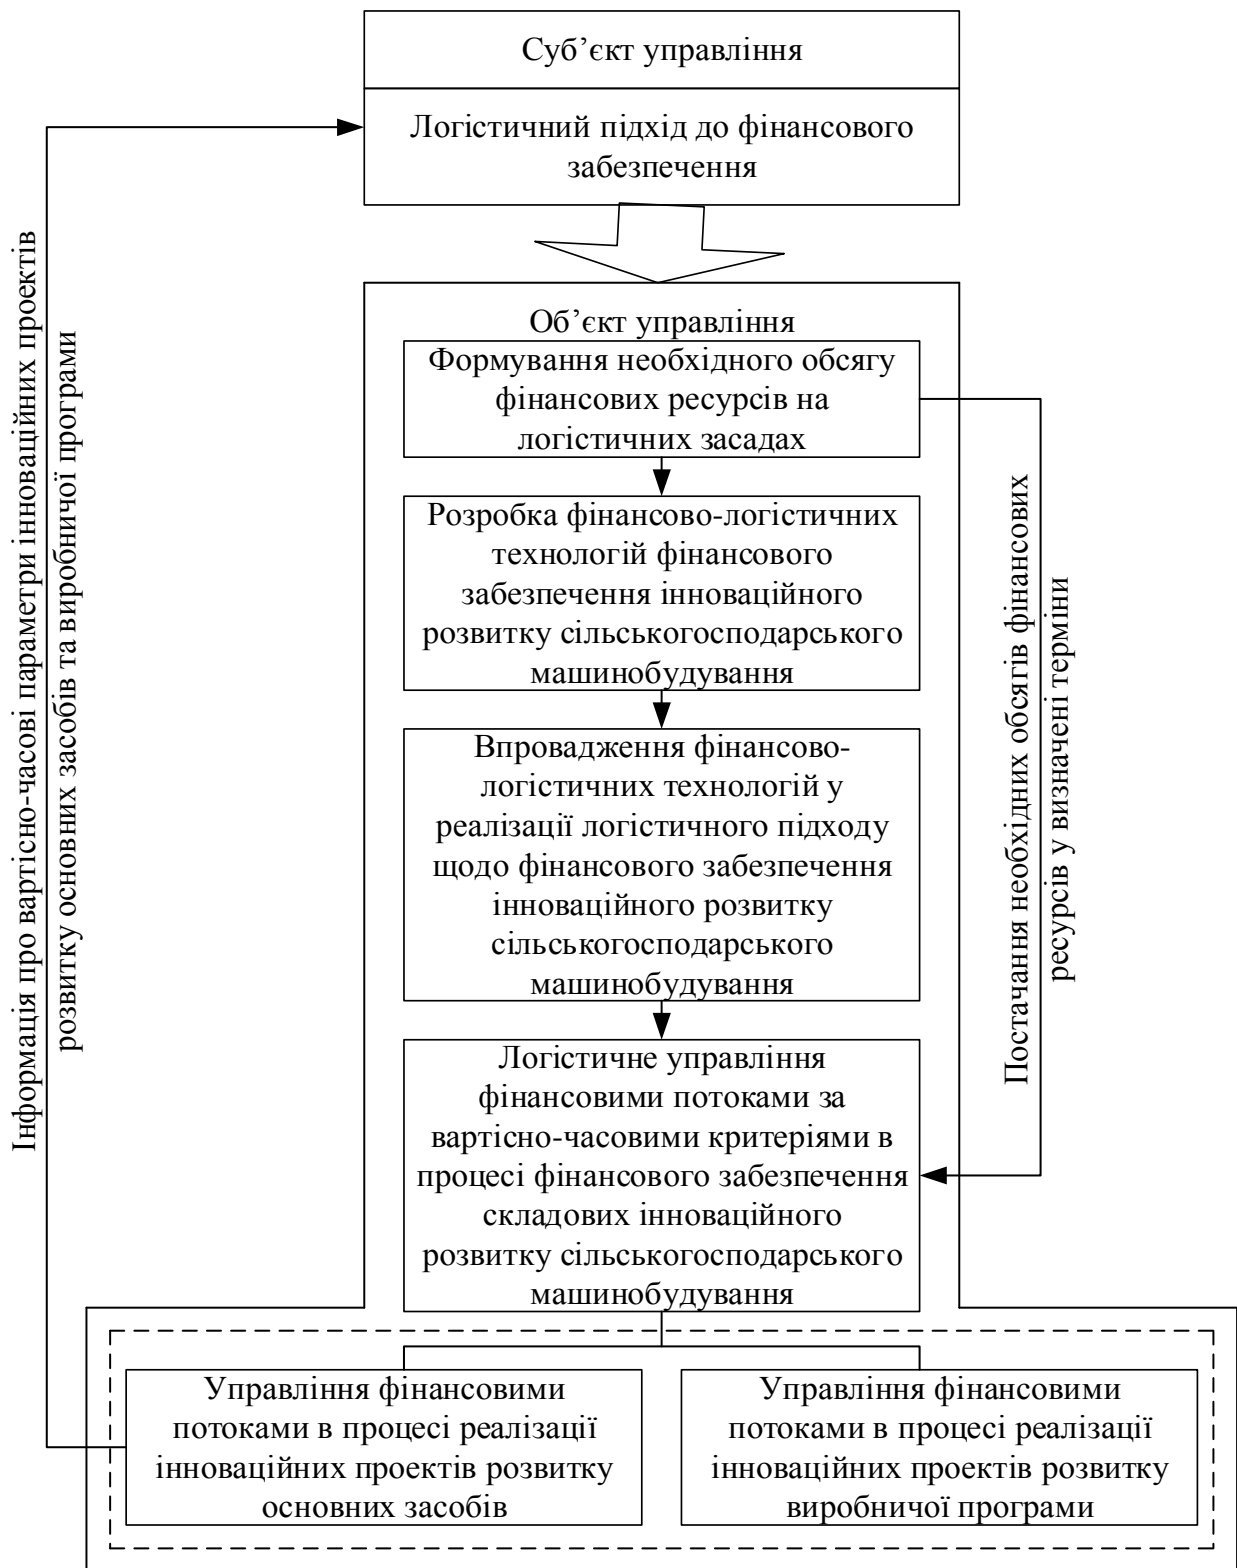 Суб’єкт управління
Логістичний підхід до фінансового
забезпечення
Об’єкт управління
Формування необхідного обсягу
фінансових ресурсів на
логістичних засадах
Розробка фінансово-логістичних
технологій фінансового
забезпечення інноваційного
розвитку сільськогосподарського
машинобудування
Впровадження фінансово-
логістичних технологій у
реалізації логістичного підходу
щодо фінансового забезпечення
інноваційного розвитку
сільськогосподарського
машинобудування
Логістичне управління
фінансовими потоками за
вартісно-часовими критеріями в
процесі фінансового забезпечення
складових інноваційного
розвитку сільськогосподарського
машинобудування
Управління фінансовими
потоками в процесі реалізації
інноваційних проектів розвитку
основних засобів
Управління фінансовими
потоками в процесі реалізації
інноваційних проектів розвитку
виробничої програми
Інформація про вартісно-часові параметри інноваційних проектів
розвитку основних засобів та виробничої програми
Постачання необхідних обсягів фінансових
ресурсів у визначені терміни